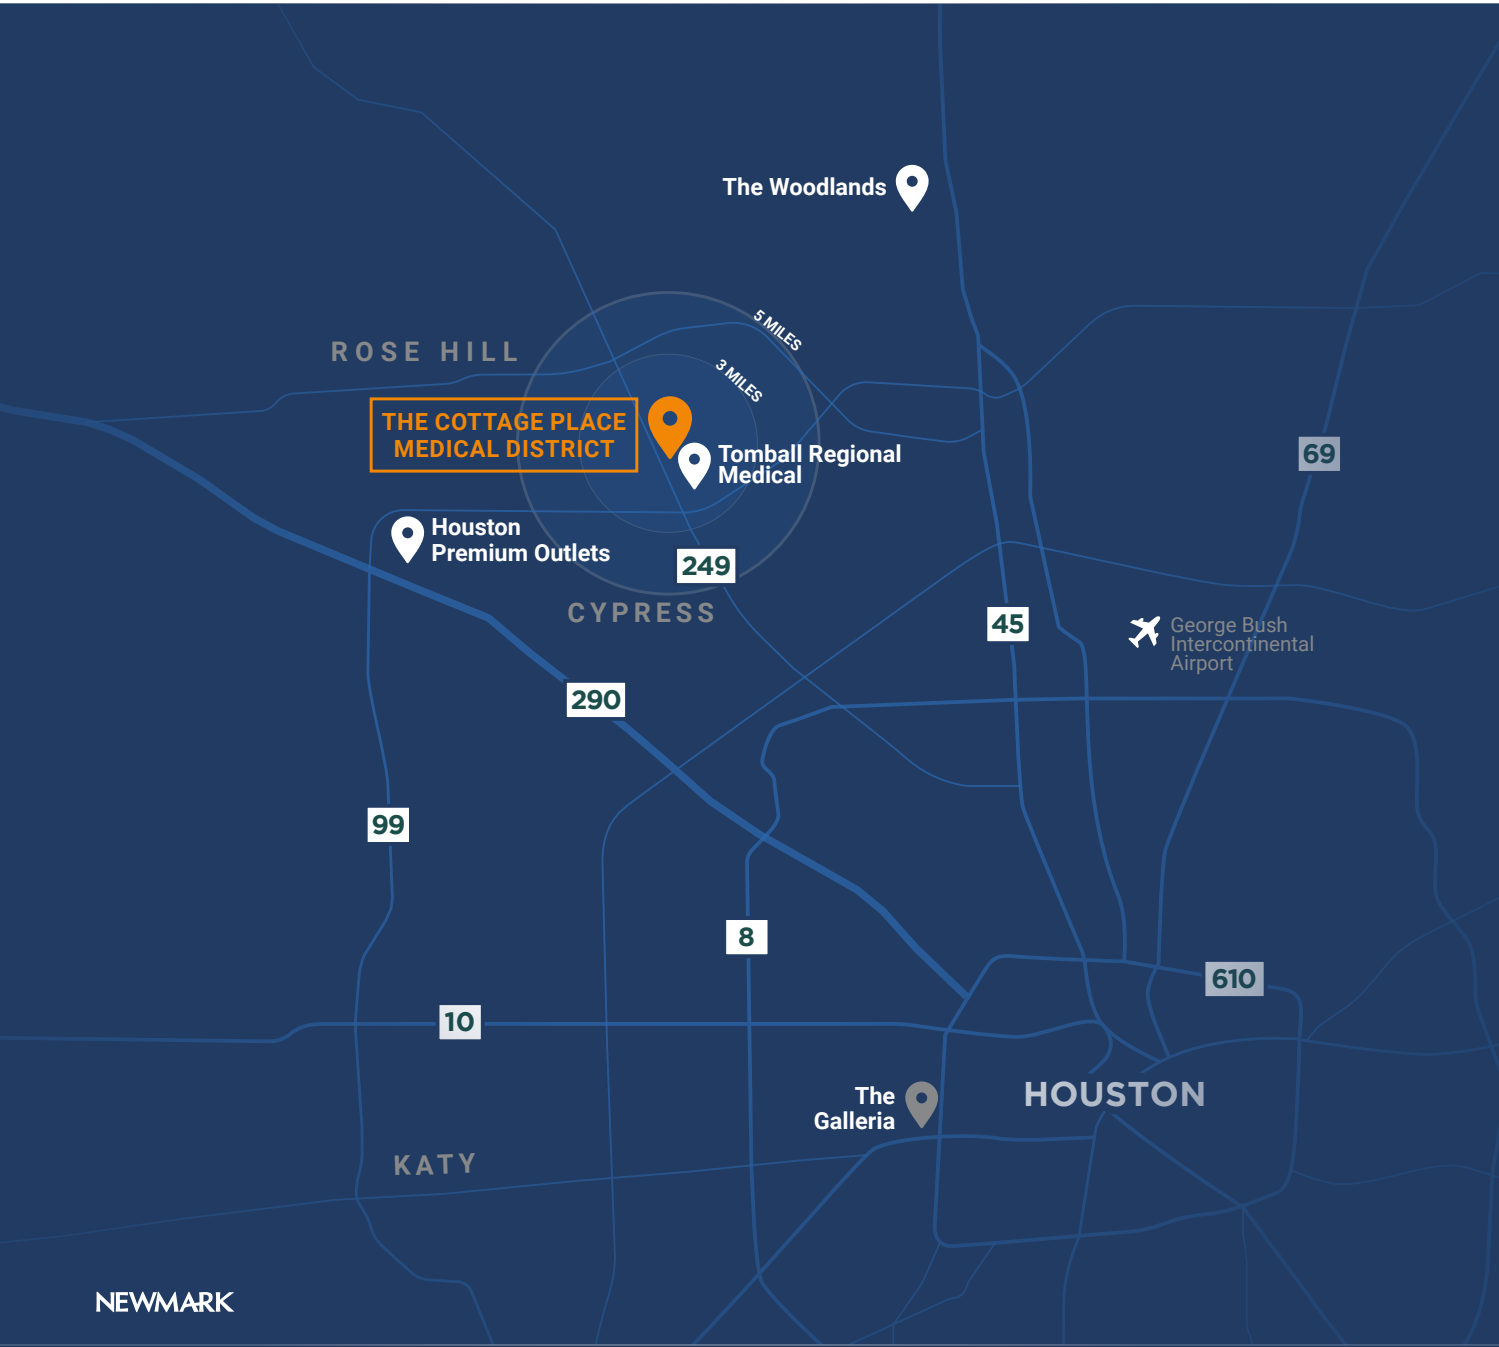 The Woodlands
5 MILES
ROSE HILL
3 MILES
THE COTTAGE PLACE
MEDICAL DISTRICT
Tomball Regional
Medical
69
Houston
Premium Outlets
249
CYPRESS
45
George Bush
Intercontinental
Airport
290
99
8
610
10
The
Galleria
HOUSTON
KATY
NEWMARK